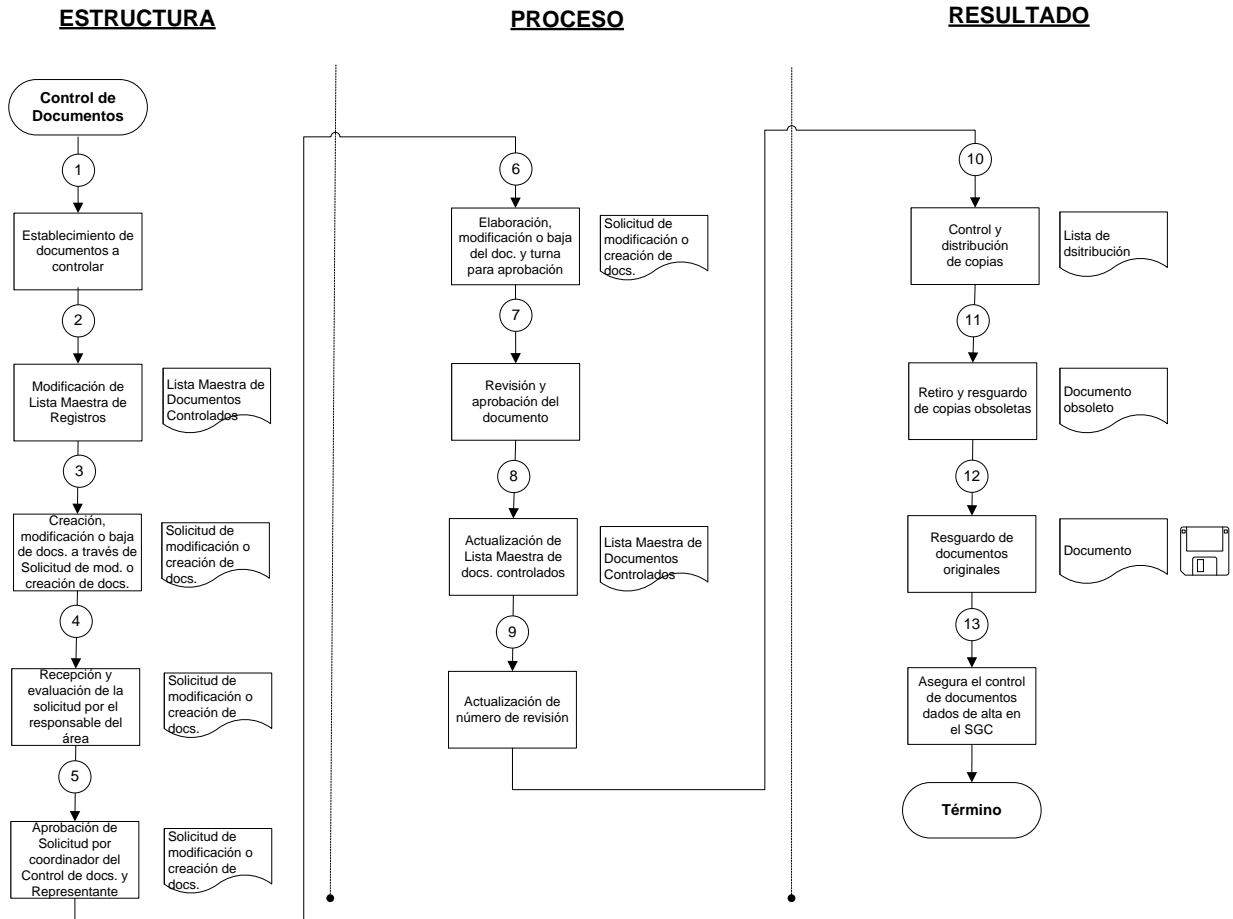 ESTRUCTURA
Control de
Documentos
1
Establecimiento de
documentos a
controlar
2
Modificación de
Lista Maestra de
Registros
Lista Maestra de
Documentos
Controlados
3
Creación,
modificación o baja
de docs. a través de
Solicitud de mod. o
creación de docs.
Solicitud de
modificación o
creación de
docs.
4
Recepción y
evaluación de la
solicitud por el
responsable del
área
Solicitud de
modificación o
creación de
docs.
5
Aprobación de
Solicitud por
coordinador del
Control de docs. y
Representante
Solicitud de
modificación o
creación de
docs.
PROCESO
6
Elaboración,
modificación o baja
del doc. y turna
para aprobación
Solicitud de
modificación o
creación de
docs.
7
Revisión y
aprobación del
documento
8
Actualización de
Lista Maestra de
docs. controlados
Lista Maestra de
Documentos
Controlados
9
Actualización de
número de revisión
RESULTADO
10
Control y
distribución
de copias
Lista de
dsitribución
11
Retiro y resguardo
de copias obsoletas
Documento
obsoleto
12
Resguardo de
documentos
originales
Documento
13
Asegura el control
de documentos
dados de alta en
el SGC
Término